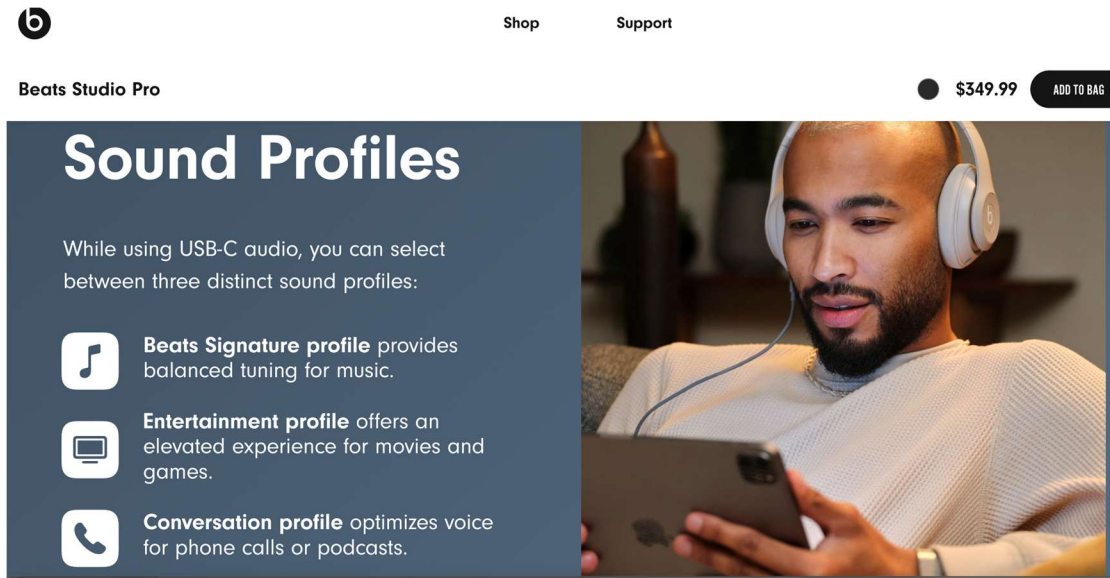 Shop Support
Beats Studio Pro $349.99 ADD TO BAG
Sound Profiles
While using USB-C audio, you can select
between three distinct sound profiles:
Beats Signature profile provides
balanced tuning for music.
Entertainment profile offers an
elevated experience for movies and
games.
Conversation profile optimizes voice
for phone calls or podcasts.